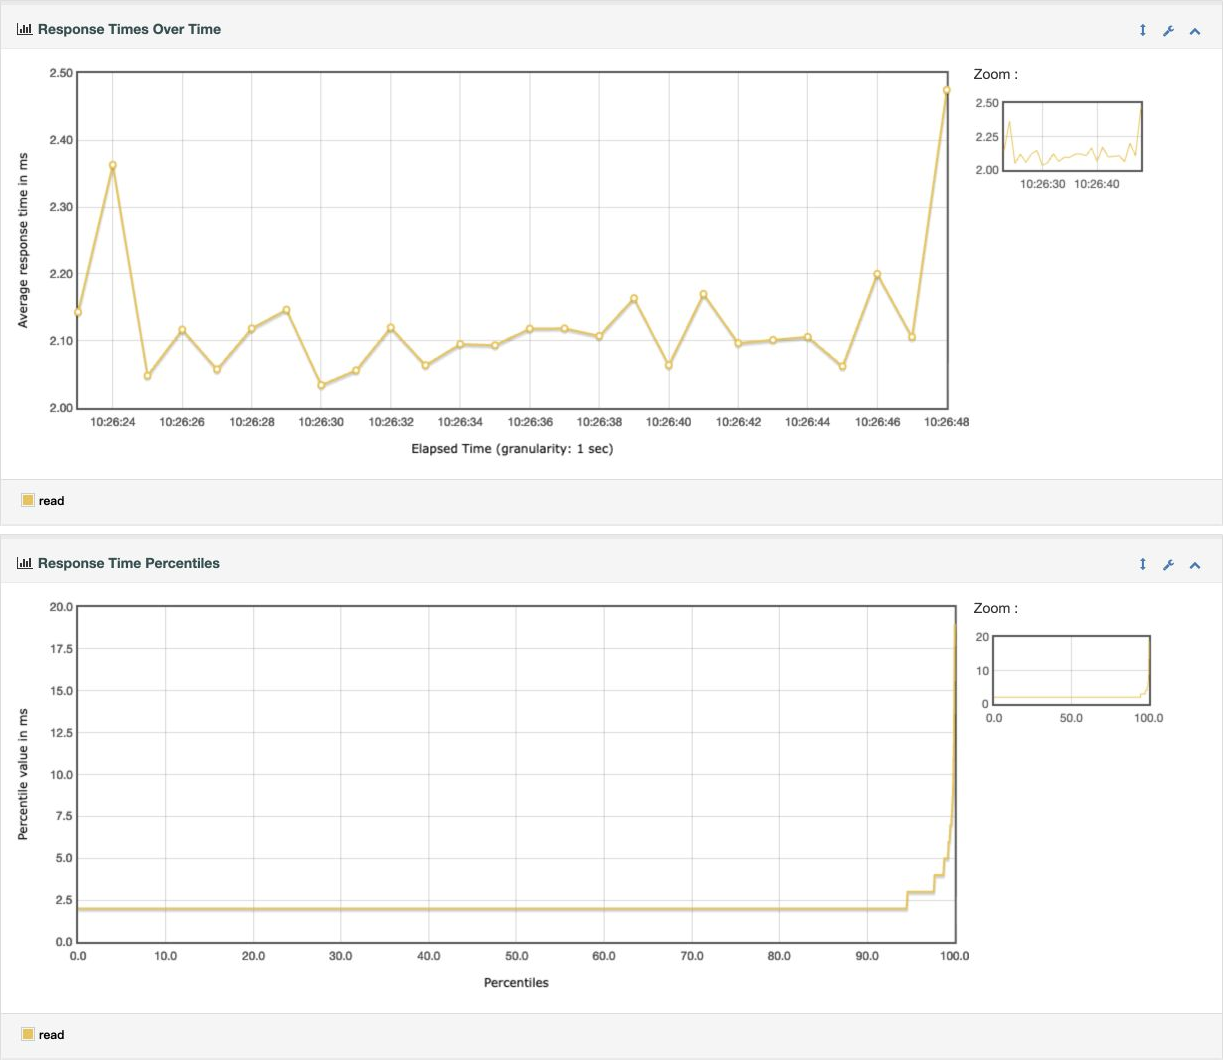 Response Times Over Time
Zoom :
2.50
2.40
2.30
2.20
2.10
2.00
Average response time in ms
10:26:24 10:26:26 10:26:28 10:26:30 10:26:32 10:26:34 10:26:36 10:26:38 10:26:40 10:26:42 10:26:44 10:26:46 10:26:48
Elapsed Time (granularity: 1 sec)
2.50
2.25
2.00
10:26:30 10:26:40
read
Response Time Percentiles
Zoom :
20.0
17.5
15.0
12.5
10.0
7.5
5.0
2.5
0.0
Percentile value in ms
0.0 10.0 20.0 30.0 40.0 50.0 60.0 70.0 80.0 90.0 100.0
Percentiles
20
10
0
0.0 50.0 100.0
read